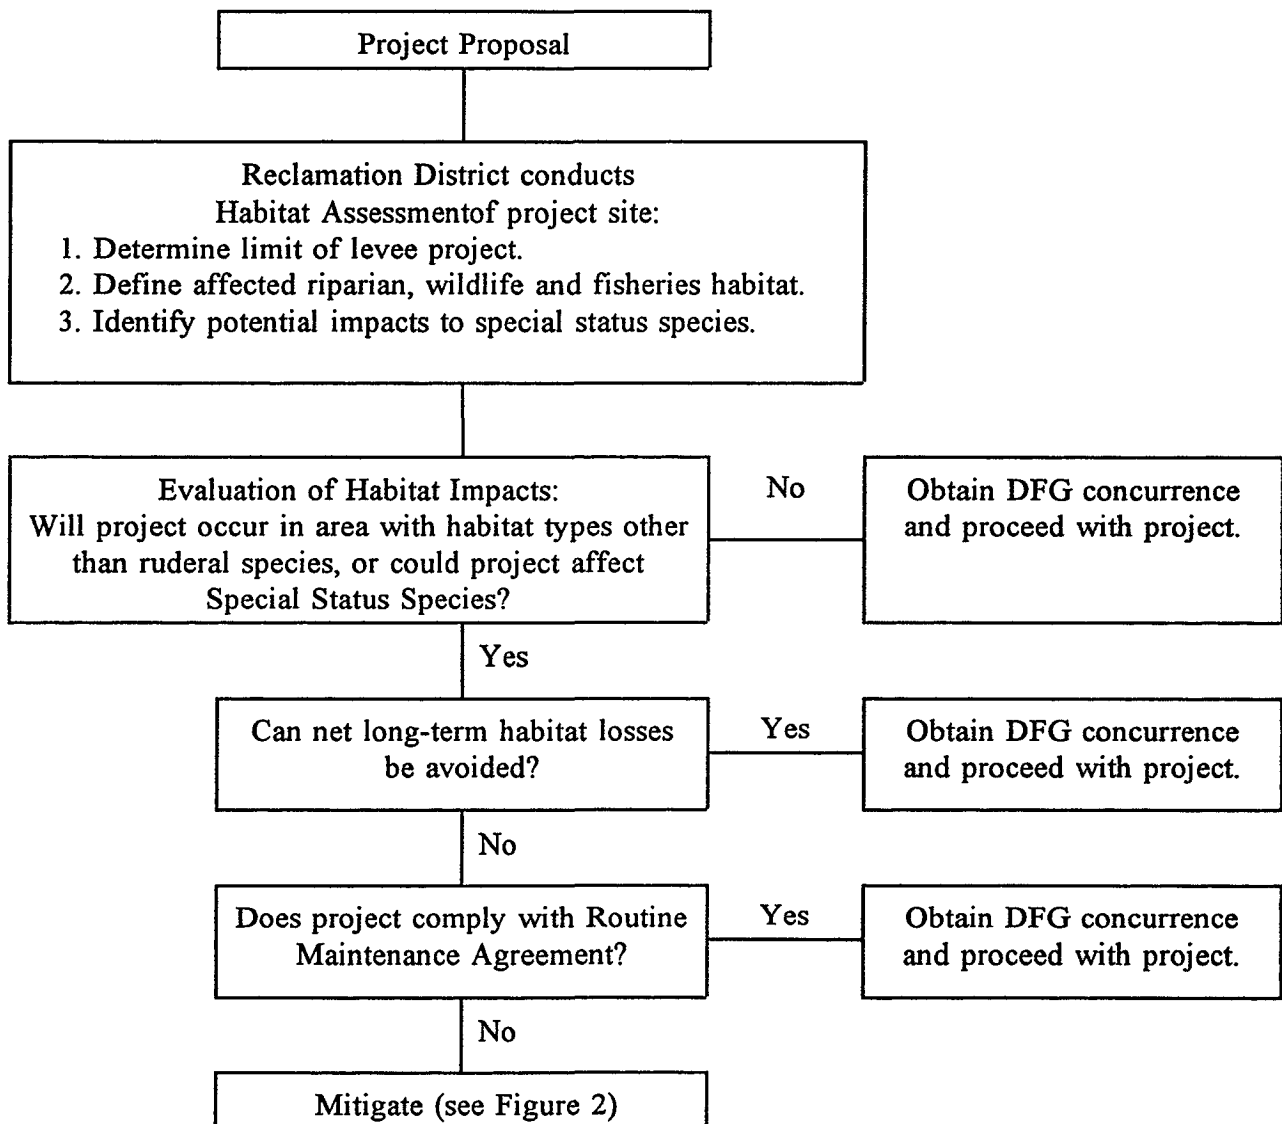 Project Proposal
Reclamation District conducts
Habitat Assessmentof project site:
1. Determine limit of levee project.
2. Define affected riparian, wildlife and fisheries habitat.
3. Identify potential impacts to special status species.
Evaluation of Habitat Impacts:
Will project occur in area with habitat types other
than ruderal species, or could project affect
Special Status Species?
No
Obtain DFG concurrence
and proceed with project.
Yes
Can net long-term habitat losses
be avoided?
Yes
Obtain DFG concurrence
and proceed with project.
No
Does project comply with Routine
Maintenance Agreement?
Yes
Obtain DFG concurrence
and proceed with project.
No
Mitigate (see Figure 2)